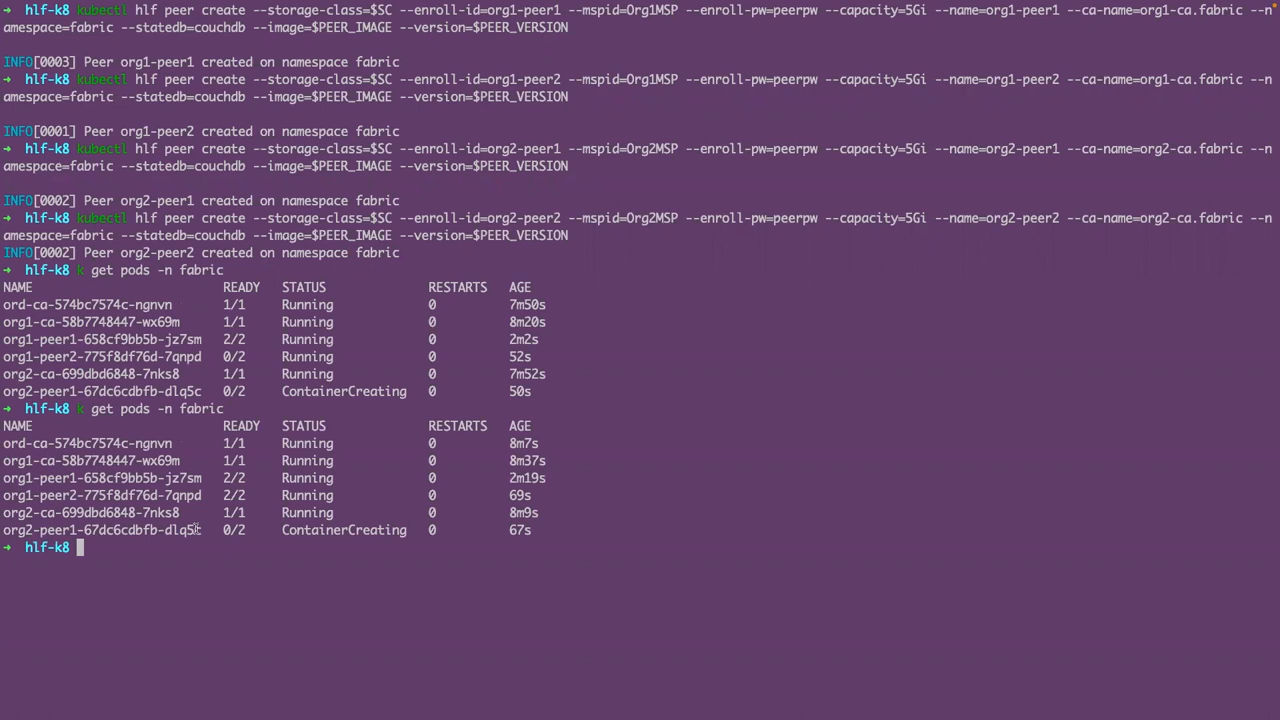 ➜  hlf-k8 kubectl hlf peer create --storage-class=$SC --enroll-id=org1-peer1 --mspid=Org1MSP --enroll-pw=peerpw --capacity=5Gi --name=org1-peer1 --ca-name=org1-ca.fabric --n
amespace=fabric --statedb=couchdb --image=$PEER_IMAGE --version=$PEER_VERSION
INFO[0003] Peer org1-peer1 created on namespace fabric
➜  hlf-k8 kubectl hlf peer create --storage-class=$SC --enroll-id=org1-peer2 --mspid=Org1MSP --enroll-pw=peerpw --capacity=5Gi --name=org1-peer2 --ca-name=org1-ca.fabric --n
amespace=fabric --statedb=couchdb --image=$PEER_IMAGE --version=$PEER_VERSION
INFO[0001] Peer org1-peer2 created on namespace fabric
➜  hlf-k8 kubectl hlf peer create --storage-class=$SC --enroll-id=org2-peer1 --mspid=Org2MSP --enroll-pw=peerpw --capacity=5Gi --name=org2-peer1 --ca-name=org2-ca.fabric --n
amespace=fabric --statedb=couchdb --image=$PEER_IMAGE --version=$PEER_VERSION
INFO[0002] Peer org2-peer1 created on namespace fabric
➜  hlf-k8 kubectl hlf peer create --storage-class=$SC --enroll-id=org2-peer2 --mspid=Org2MSP --enroll-pw=peerpw --capacity=5Gi --name=org2-peer2 --ca-name=org2-ca.fabric --n
amespace=fabric --statedb=couchdb --image=$PEER_IMAGE --version=$PEER_VERSION
INFO[0002] Peer org2-peer2 created on namespace fabric
➜  hlf-k8 k get pods -n fabric
NAME READY STATUS RESTARTS AGE
ord-ca-574bc7574c-ngnvn 1/1 Running 0 7m50s
org1-ca-58b7748447-wx69m 1/1 Running 0 8m20s
org1-peer1-658cf9bb5b-jz7sm 2/2 Running 0 2m2s
org1-peer2-775f8df76d-7qnpd 0/2 Running 0 52s
org2-ca-699dbd6848-7nks8 1/1 Running 0 7m52s
org2-peer1-67dc6cdbfb-dlq5c 0/2 ContainerCreating 0 50s
➜  hlf-k8 k get pods -n fabric
NAME READY STATUS RESTARTS AGE
ord-ca-574bc7574c-ngnvn 1/1 Running 0 8m7s
org1-ca-58b7748447-wx69m 1/1 Running 0 8m37s
org1-peer1-658cf9bb5b-jz7sm 2/2 Running 0 2m19s
org1-peer2-775f8df76d-7qnpd 2/2 Running 0 69s
org2-ca-699dbd6848-7nks8 1/1 Running 0 8m9s
org2-peer1-67dc6cdbfb-dlq5c 0/2 ContainerCreating 0 67s
➜  hlf-k8